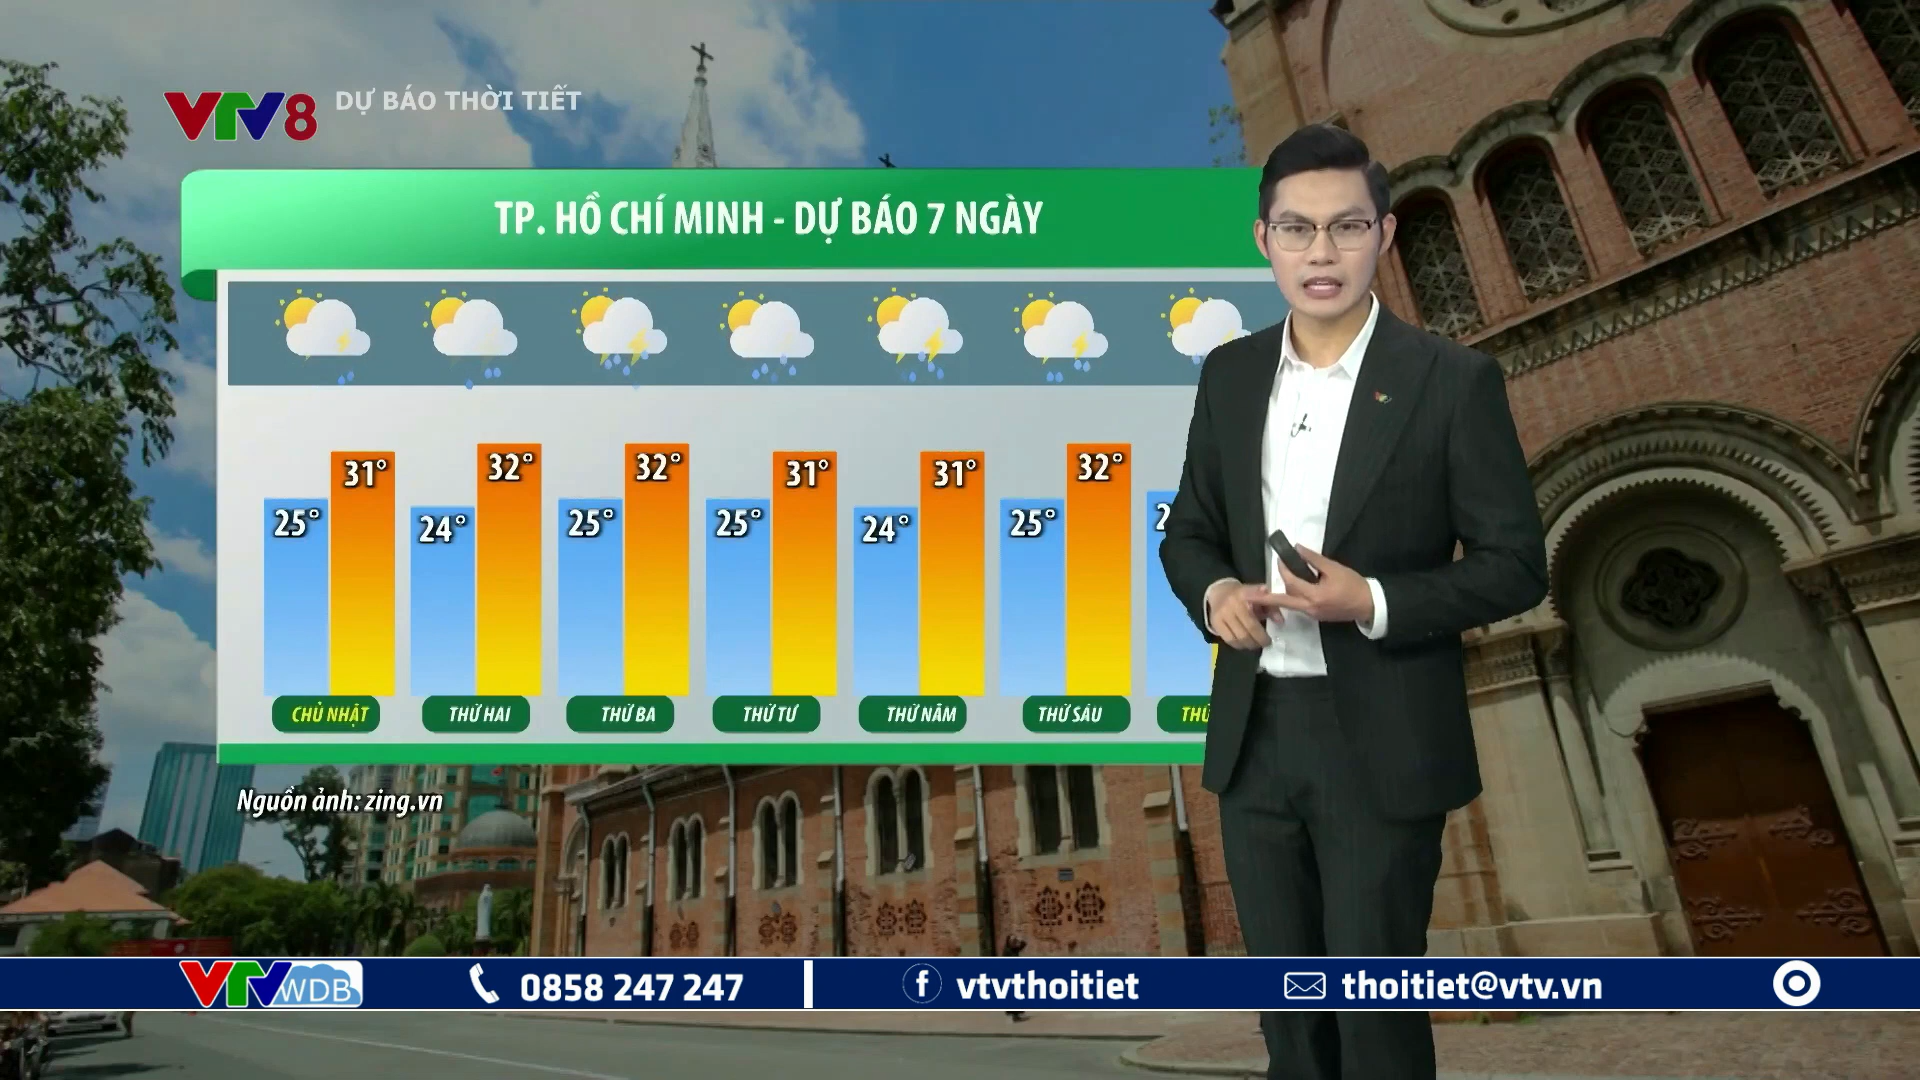 VTV8 DỰ BÁO THỜI TIẾT
TP. HỒ CHÍ MINH - DỰ BÁO 7 NGÀY
31° 32° 32° 31° 31° 32°
25° 24° 25° 25° 24° 25°
CHỦ NHẬT THỨ HAI THỨ BA THỨ TƯ THỨ NĂM THỨ SÁU THỨ
Nguồn ảnh: zing.vn
VTV WDB 0858 247 247 vtvthoitiet thoitiet@vtv.vn